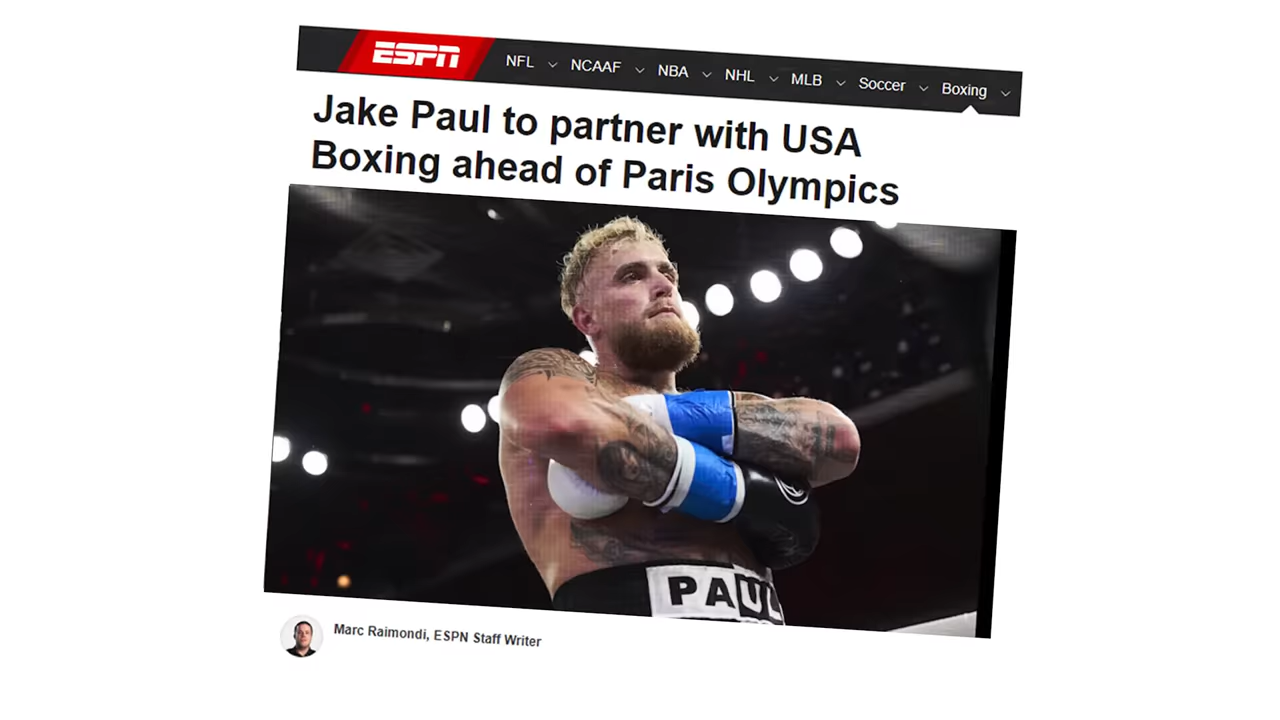 ESPN NFL NCAAF NBA NHL MLB Soccer Boxing
Jake Paul to partner with USA
Boxing ahead of Paris Olympics
PAUL
Marc Raimondi, ESPN Staff Writer